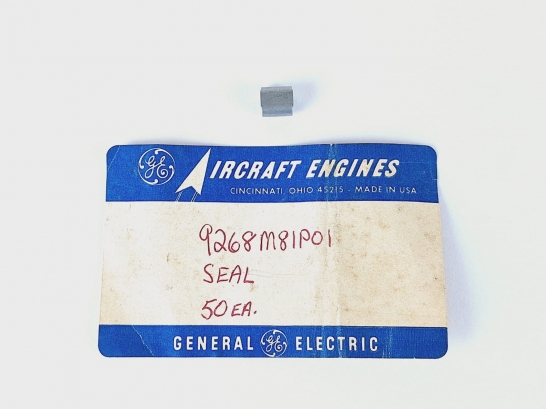 GE AIRCRAFT ENGINES
CINCINNATI, OHIO 45215 - MADE IN USA
9268M81P01
SEAL
50 EA.
GENERAL GE ELECTRIC